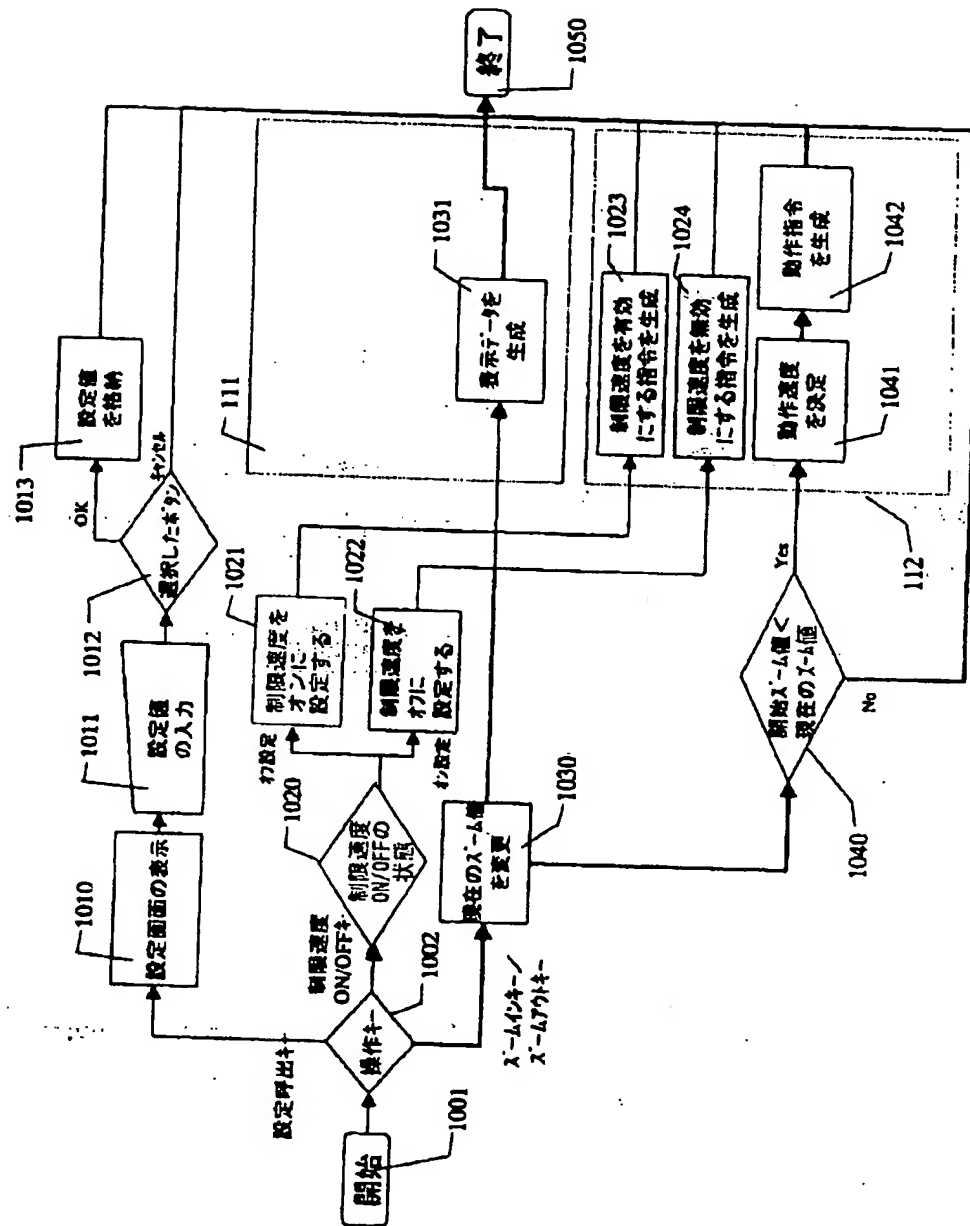 開始
1001
操作キー
1002
設定呼出キー
設定画面の表示
1010
設定値
の入力
1011
選択したボタン
1012
OK
キャンセル
設定値
を格納
1013
制限速度
ON/OFFキー
制限速度
ON/OFFの
状態
1020
オフ設定
制限速度を
オンに
設定する
1021
オン設定
制限速度を
オフに
設定する
1022
ズームインキー/
ズームアウトキー
現在のズーム値
を変更
1030
111
表示データを
生成
1031
制限速度を有効
にする指令を生成
1023
制限速度を無効
にする指令を生成
1024
開始ズーム値<
現在のズーム値
1040
Yes
No
動作速度
を決定
1041
動作指令
を生成
1042
112
終了
1050